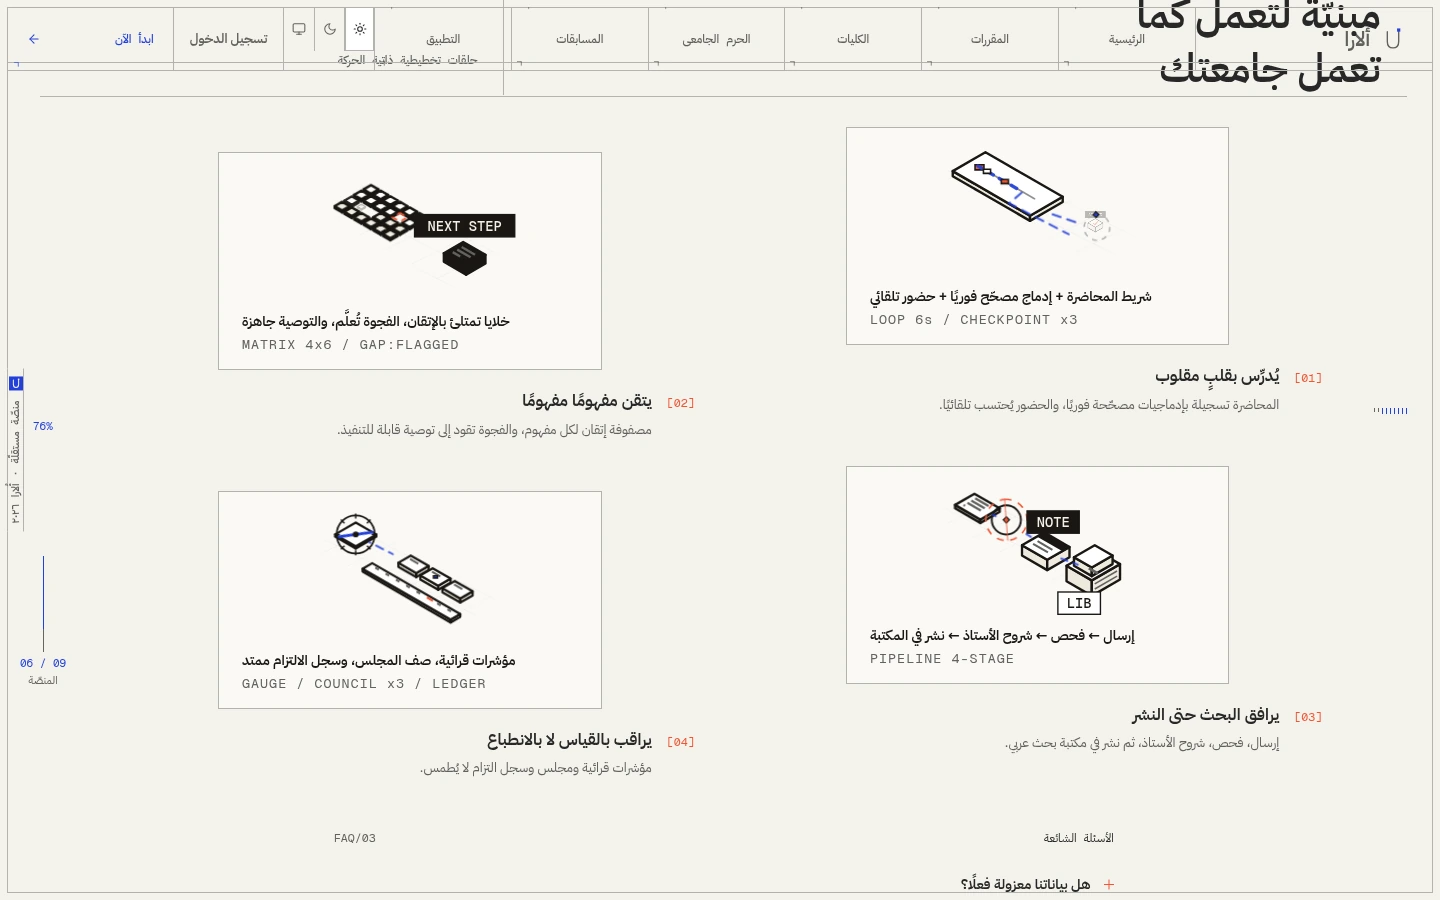 مبنيّة لتعمل كما
تعمل جامعتك
ألارا
الرئيسية
المقررات
الكليات
الحرم الجامعي
المسابقات
التطبيق
تسجيل الدخول
ابدأ الآن
حلقات تخطيطية ذاتية الحركة
شريط المحاضرة + إدماج مصحّح فوريًا + حضور تلقائي
LOOP 6s / CHECKPOINT x3
[01]
يُدرَّس بقلبٍ مقلوب
المحاضرة تسجيلة بإدماجيات مصحّحة فوريًا، والحضور يُحتسب تلقائيًا.
NEXT STEP
خلايا تمتلئ بالإتقان، الفجوة تُعلَّم، والتوصية جاهزة
MATRIX 4x6 / GAP:FLAGGED
[02]
يتقن مفهومًا مفهومًا
مصفوفة إتقان لكل مفهوم، والفجوة تقود إلى توصية قابلة للتنفيذ.
NOTE
LIB
إرسال ← فحص ← شروح الأستاذ ← نشر في المكتبة
PIPELINE 4-STAGE
[03]
يرافق البحث حتى النشر
إرسال، فحص، شروح الأستاذ، ثم نشر في مكتبة بحث عربي.
مؤشرات قرائية، صف المجلس، وسجل الالتزام ممتد
GAUGE / COUNCIL x3 / LEDGER
[04]
يراقب بالقياس لا بالانطباع
مؤشرات قرائية ومجلس وسجل التزام لا يُطمس.
منصّة مستقلّة · ألارا ٢٠٢٦
76%
06 / 09
المنصّة
الأسئلة الشائعة
FAQ/03
هل بياناتنا معزولة فعلًا؟